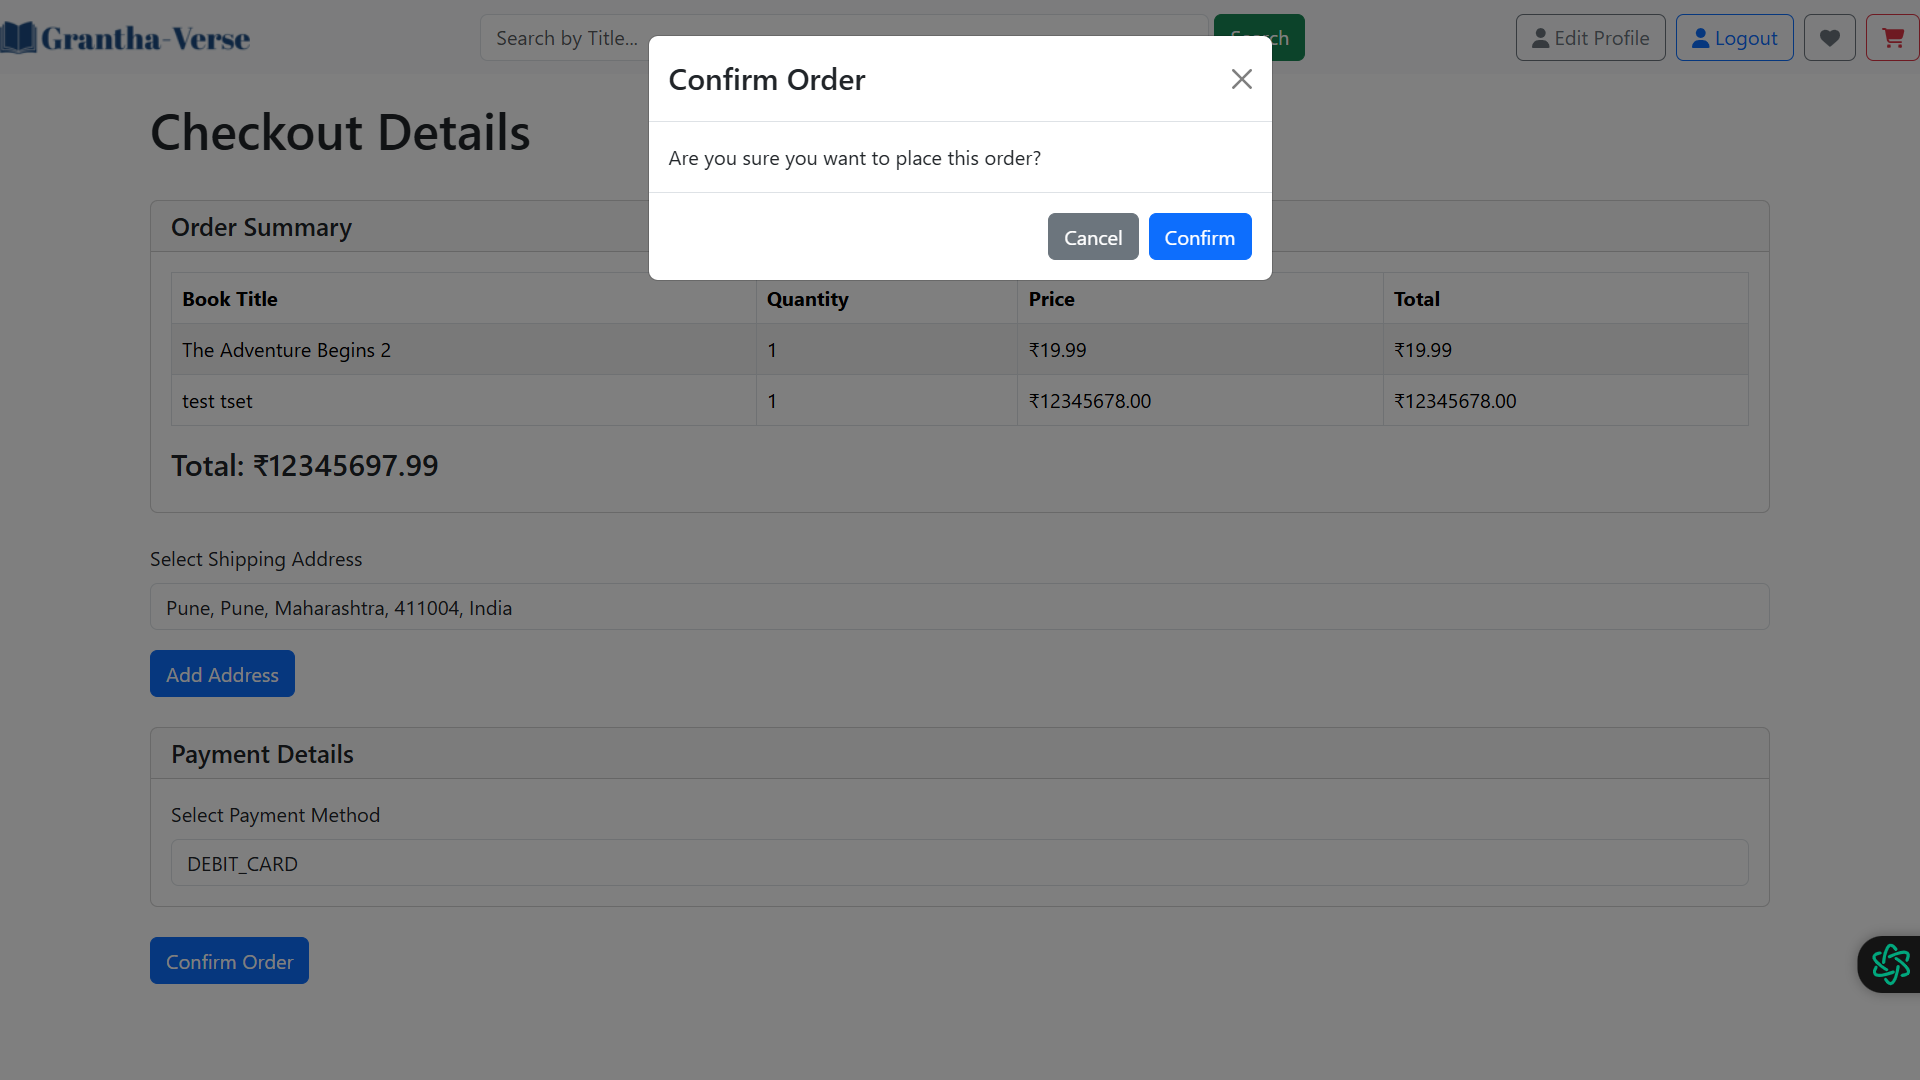 Grantha-Verse
Search by Title...
Edit Profile
Logout
Confirm Order
Are you sure you want to place this order?
Cancel
Confirm
Checkout Details
Order Summary
Book Title Quantity Price Total
The Adventure Begins 2 1 ₹19.99 ₹19.99
test tset 1 ₹12345678.00 ₹12345678.00
Total: ₹12345697.99
Select Shipping Address
Pune, Pune, Maharashtra, 411004, India
Add Address
Payment Details
Select Payment Method
DEBIT_CARD
Confirm Order